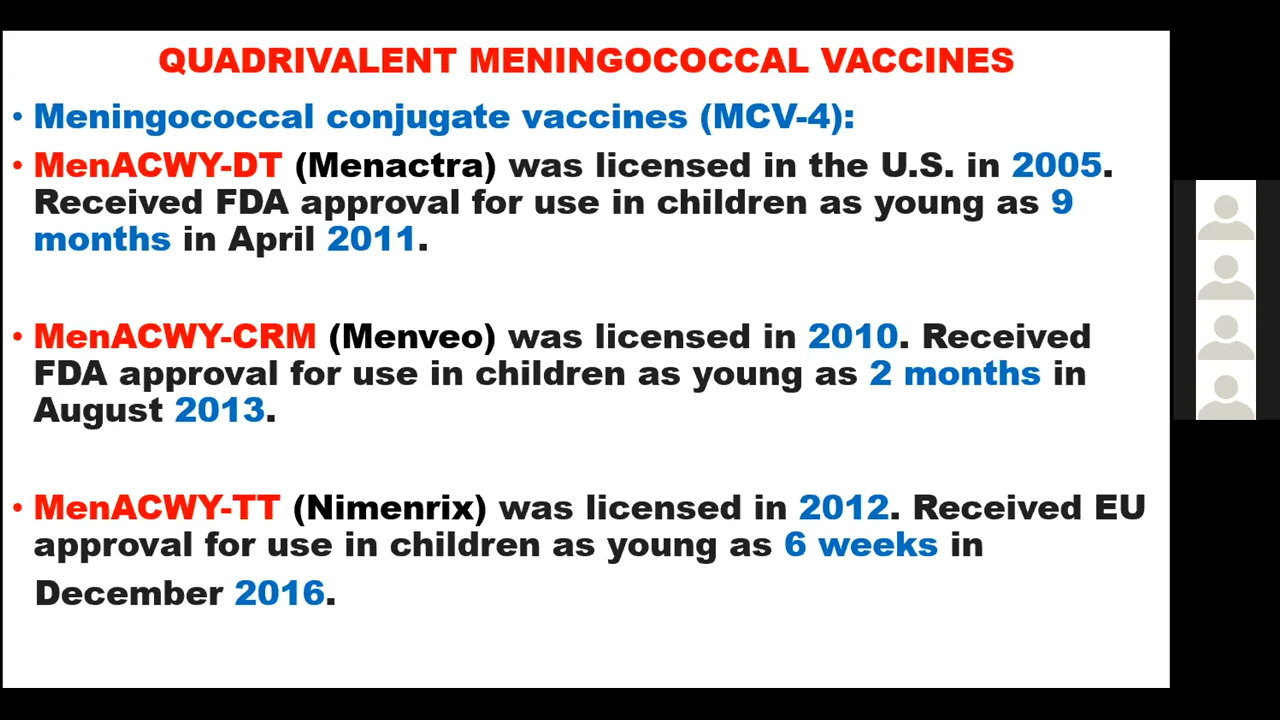 QUADRIVALENT MENINGOCOCCAL VACCINES
• Meningococcal conjugate vaccines (MCV-4):
• MenACWY-DT (Menactra) was licensed in the U.S. in 2005.
Received FDA approval for use in children as young as 9
months in April 2011.
• MenACWY-CRM (Menveo) was licensed in 2010. Received
FDA approval for use in children as young as 2 months in
August 2013.
• MenACWY-TT (Nimenrix) was licensed in 2012. Received EU
approval for use in children as young as 6 weeks in
December 2016.